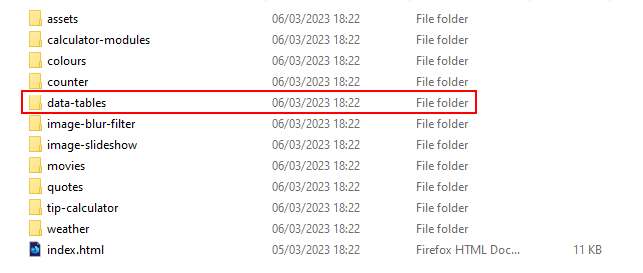 assets 06/03/2023 18:22 File folder
calculator-modules 06/03/2023 18:22 File folder
colours 06/03/2023 18:22 File folder
counter 06/03/2023 18:22 File folder
data-tables 06/03/2023 18:22 File folder
image-blur-filter 06/03/2023 18:22 File folder
image-slideshow 06/03/2023 18:22 File folder
movies 06/03/2023 18:22 File folder
quotes 06/03/2023 18:22 File folder
tip-calculator 06/03/2023 18:22 File folder
weather 06/03/2023 18:22 File folder
index.html 05/03/2023 18:22 Firefox HTML Doc... 11 KB